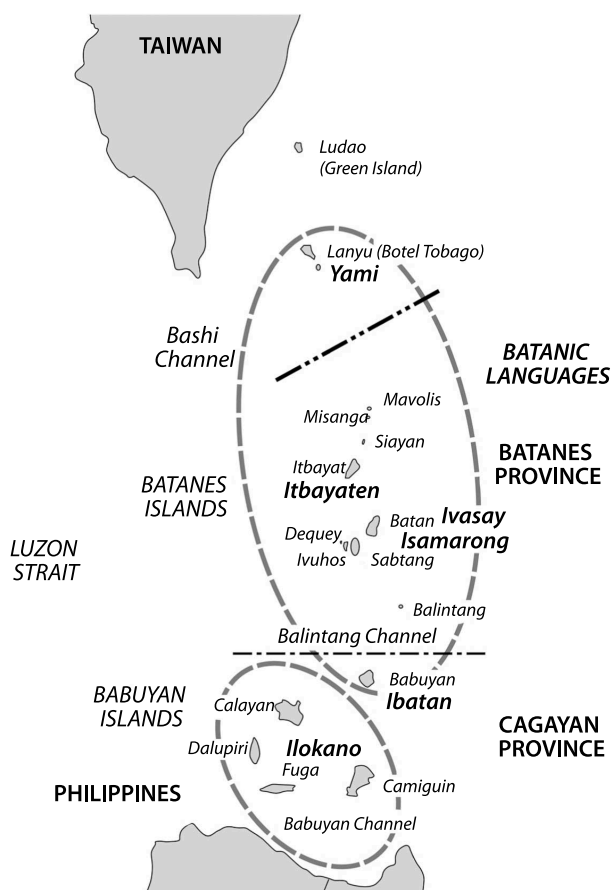 TAIWAN
Ludao
(Green Island)
Lanyu (Botel Tobago)
Yami
Bashi
Channel
BATANIC
LANGUAGES
Mavolis
Misanga
Siayan
BATANES
PROVINCE
Itbayat
Itbayaten
BATANES
ISLANDS
Batan
Ivasay
Isamarong
Dequey
Ivuhos
Sabtang
LUZON
STRAIT
Balintang
Balintang Channel
Babuyan
Ibatan
BABUYAN
ISLANDS
Calayan
CAGAYAN
PROVINCE
Dalupiri
Ilokano
Fuga
Camiguin
PHILIPPINES
Babuyan Channel